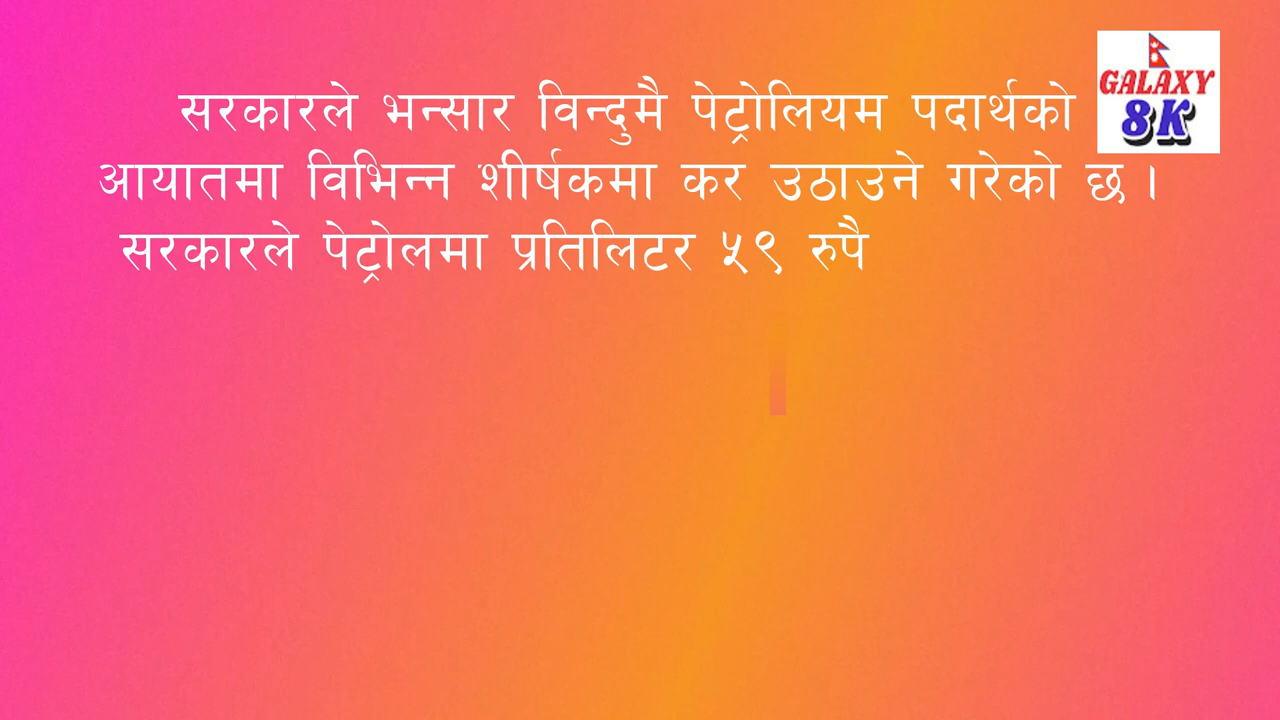 सरकारले भन्सार विन्दुमै पेट्रोलियम पदार्थको
आयातमा विभिन्न शीर्षकमा कर उठाउने गरेको छ ।
सरकारले पेट्रोलमा प्रतिलिटर ५९ रुपै
GALAXY
8K